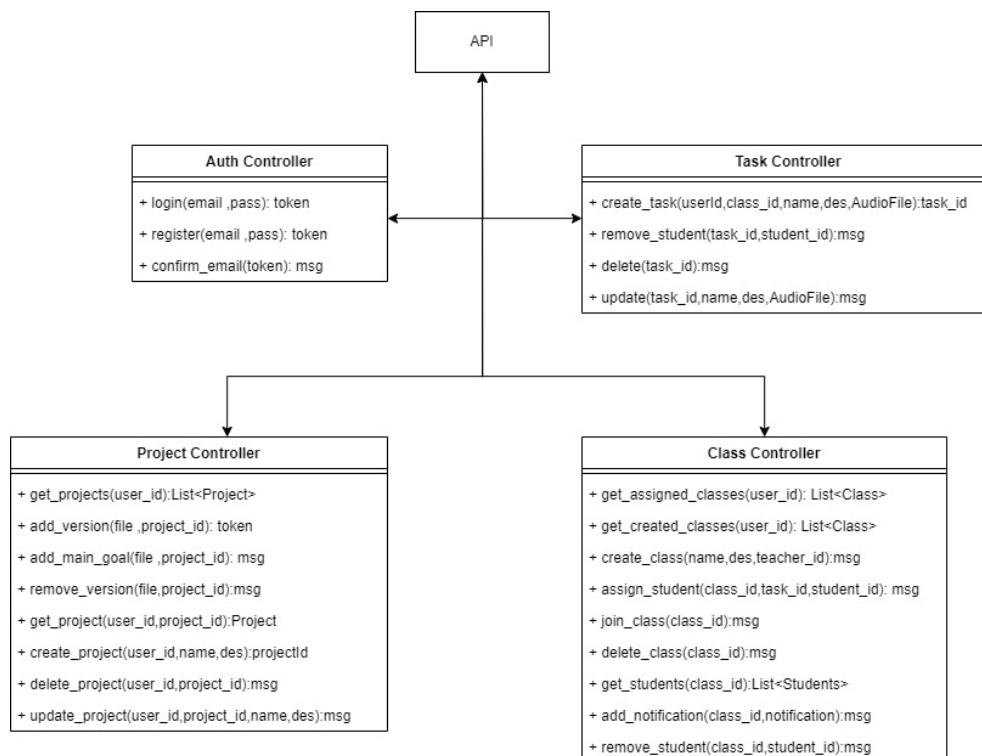 API
Auth Controller
+ login(email ,pass): token
+ register(email ,pass): token
+ confirm_email(token): msg
Task Controller
+ create_task(userId,class_id,name,des,AudioFile):task_id
+ remove_student(task_id,student_id):msg
+ delete(task_id):msg
+ update(task_id,name,des,AudioFile):msg
Project Controller
+ get_projects(user_id):List<Project>
+ add_version(file ,project_id): token
+ add_main_goal(file ,project_id): msg
+ remove_version(file,project_id):msg
+ get_project(user_id,project_id):Project
+ create_project(user_id,name,des):projectId
+ delete_project(user_id,project_id):msg
+ update_project(user_id,project_id,name,des):msg
Class Controller
+ get_assigned_classes(user_id): List<Class>
+ get_created_classes(user_id): List<Class>
+ create_class(name,des,teacher_id):msg
+ assign_student(class_id,task_id,student_id): msg
+ join_class(class_id):msg
+ delete_class(class_id):msg
+ get_students(class_id):List<Students>
+ add_notification(class_id,notification):msg
+ remove_student(class_id,student_id):msg